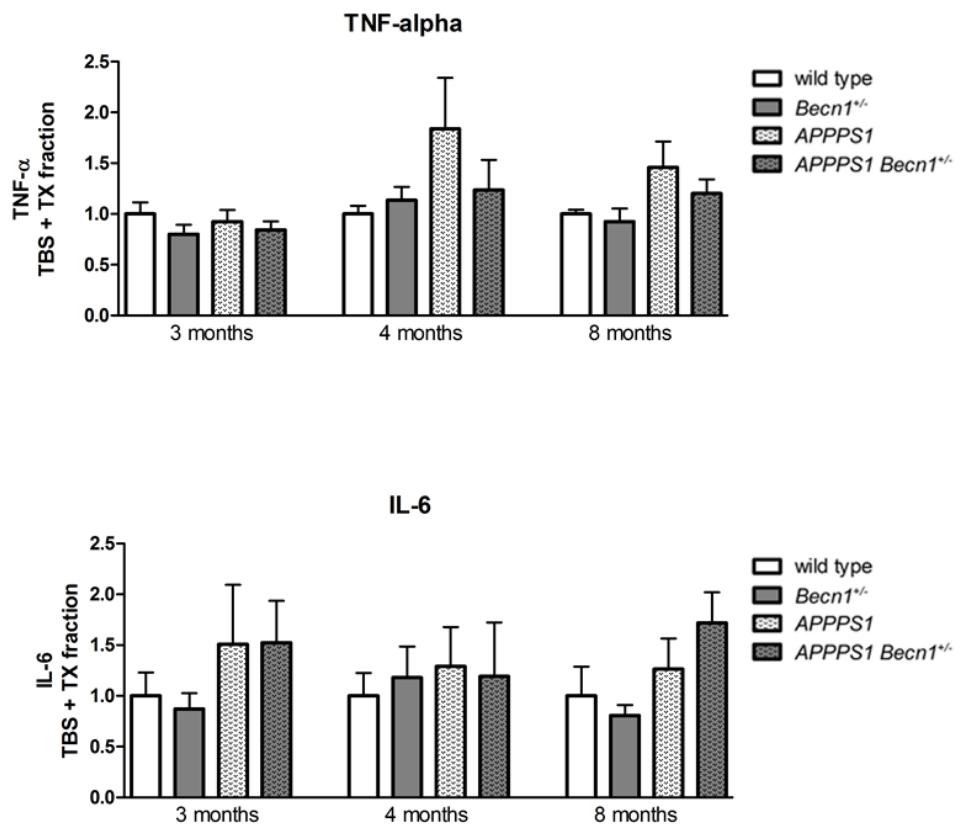 TNF-alpha
TNF-α
TBS + TX fraction
2.5
2.0
1.5
1.0
0.5
0.0
3 months
4 months
8 months
wild type
Becn1+/-
APPPS1
APPPS1 Becn1+/-
IL-6
IL-6
TBS + TX fraction
2.5
2.0
1.5
1.0
0.5
0.0
3 months
4 months
8 months
wild type
Becn1+/-
APPPS1
APPPS1 Becn1+/-